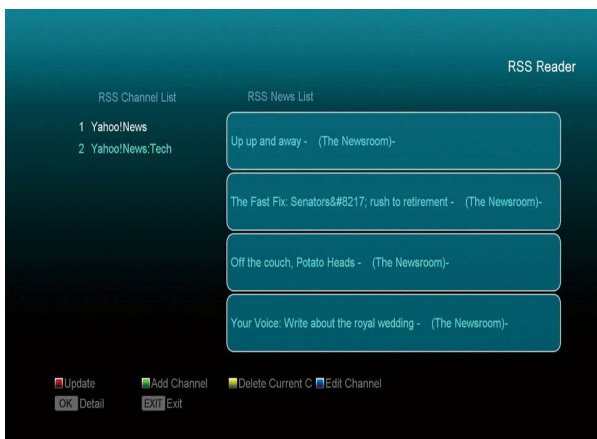 RSS Reader
RSS Channel List
RSS News List
1 Yahoo!News
2 Yahoo!News:Tech
Up up and away - (The Newsroom)-
The Fast Fix: Senators&#8217; rush to retirement - (The Newsroom)-
Off the couch, Potato Heads - (The Newsroom)-
Your Voice: Write about the royal wedding - (The Newsroom)-
Update Add Channel Delete Current C Edit Channel
OK Detail EXIT Exit